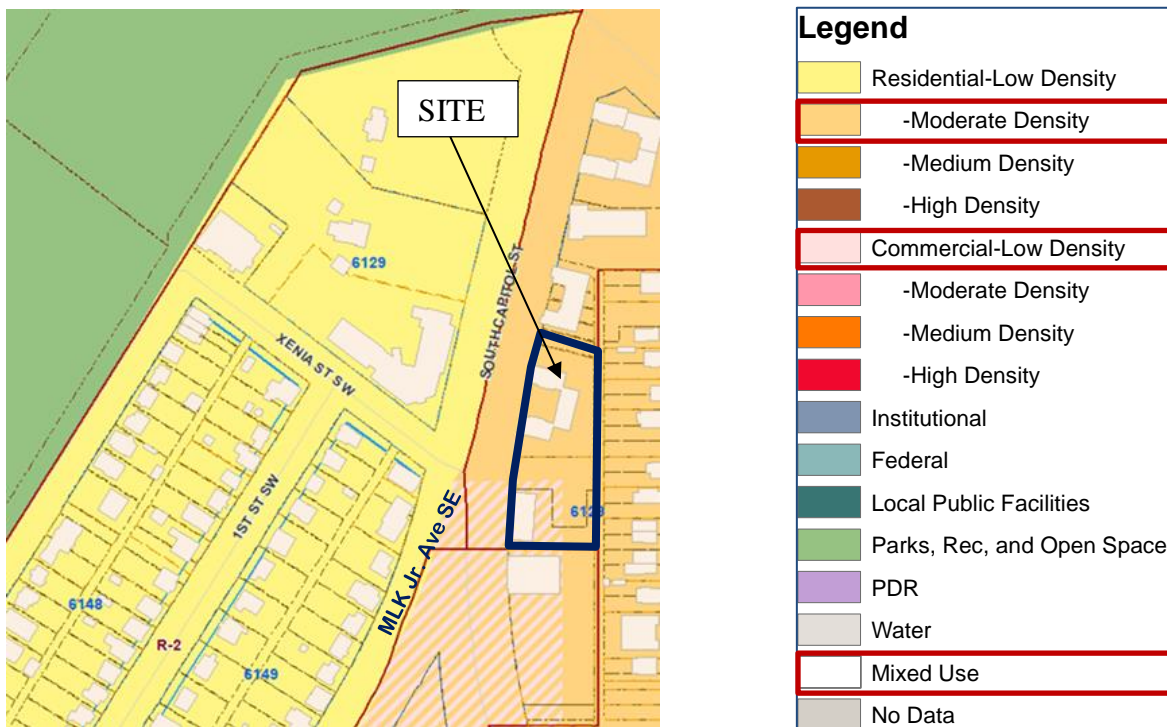 SITE
6129
SOUTH CAPITOL ST
XENIA ST SW
1ST ST SW
MLK Jr. Ave SE
6148
R-2
6149
Legend
Residential-Low Density
-Moderate Density
-Medium Density
-High Density
Commercial-Low Density
-Moderate Density
-Medium Density
-High Density
Institutional
Federal
Local Public Facilities
Parks, Rec, and Open Space
PDR
Water
Mixed Use
No Data